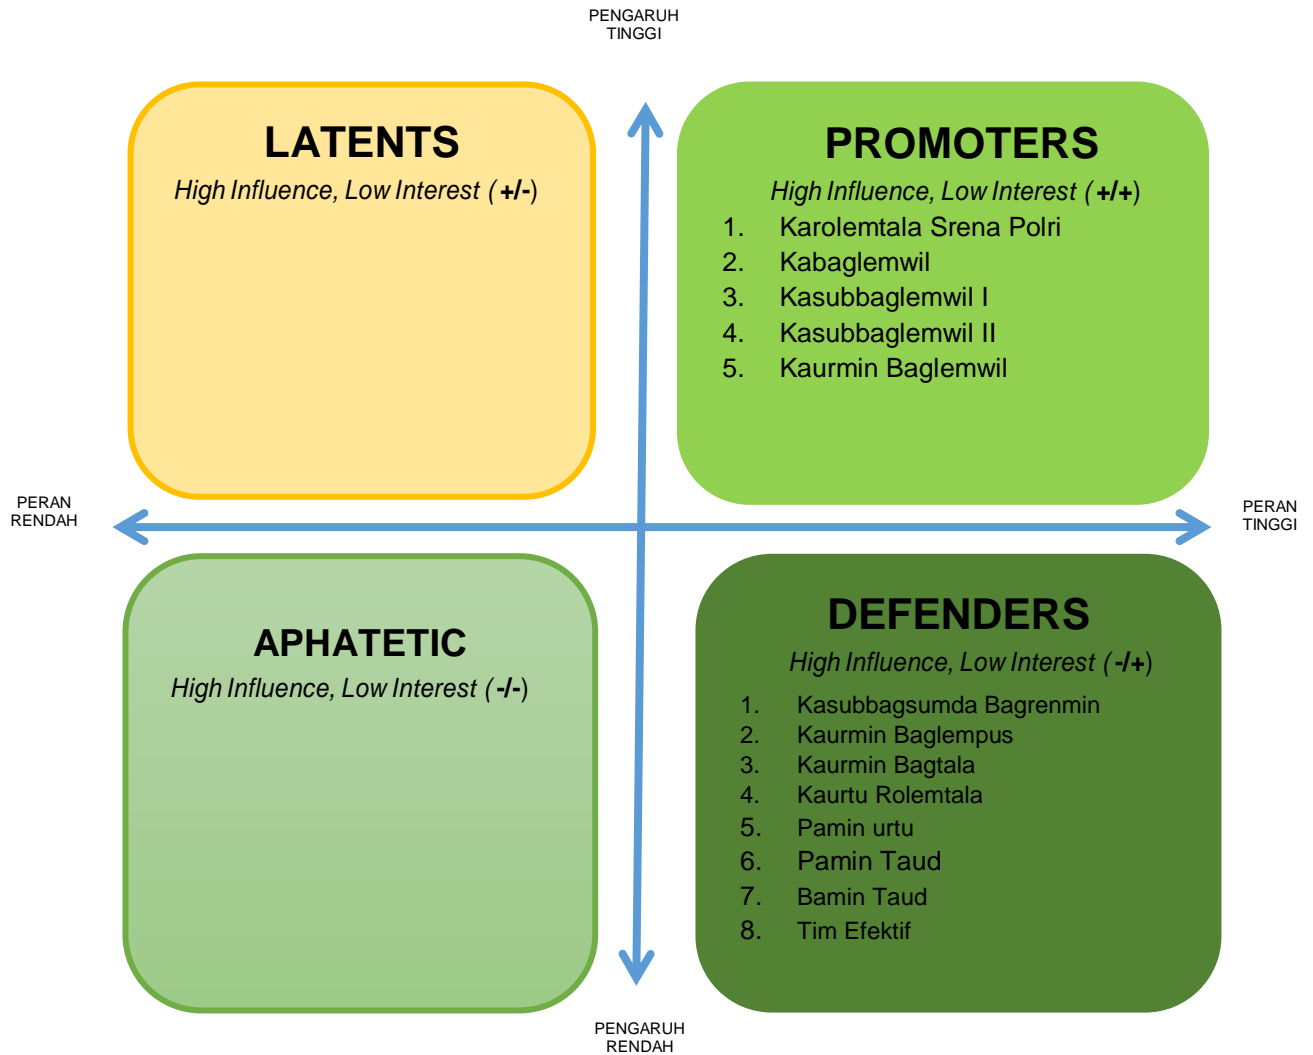 PENGARUH
TINGGI
LATENTS
High Influence, Low Interest ( +/-)
PROMOTERS
High Influence, Low Interest ( +/+)
1. Karolemtala Srena Polri
2. Kabaglemwil
3. Kasubbaglemwil I
4. Kasubbaglemwil II
5. Kaurmin Baglemwil
PERAN
RENDAH
PERAN
TINGGI
APHATETIC
High Influence, Low Interest ( -/-)
DEFENDERS
High Influence, Low Interest ( -/+)
1. Kasubbagsumda Bagrenmin
2. Kaurmin Baglempus
3. Kaurmin Bagtala
4. Kaurtu Rolemtala
5. Pamin urtu
6. Pamin Taud
7. Bamin Taud
8. Tim Efektif
PENGARUH
RENDAH